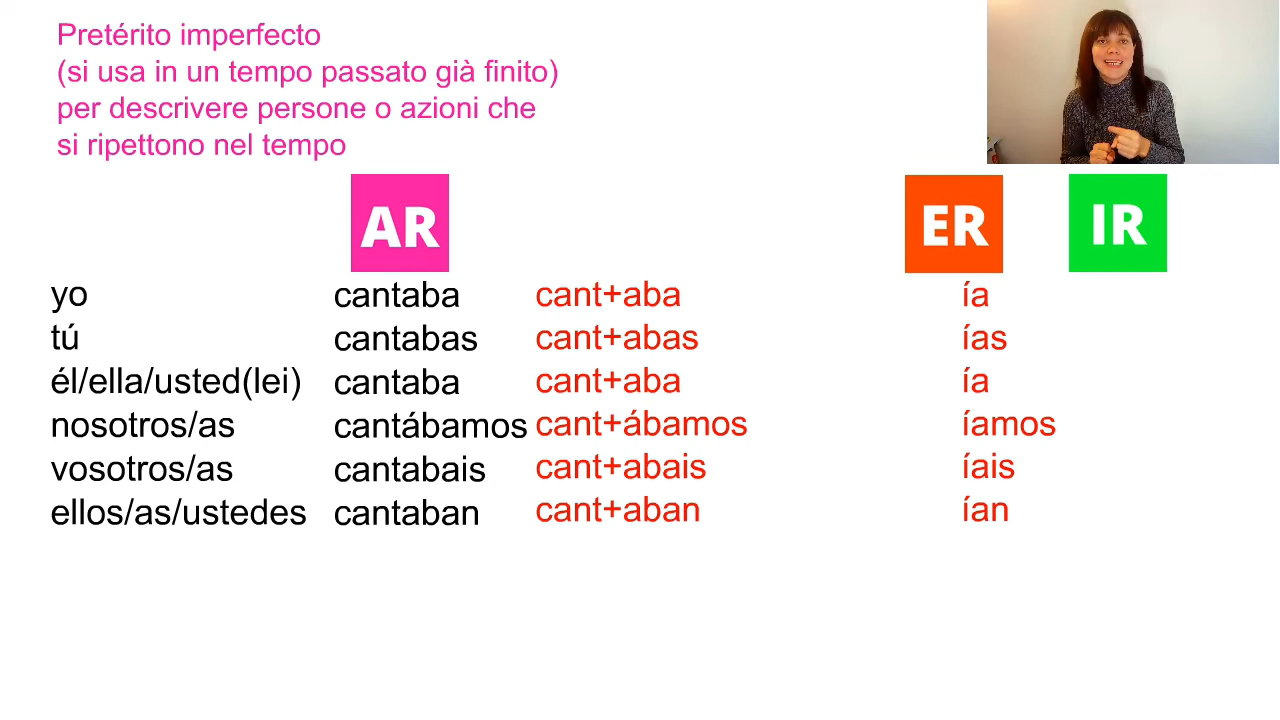 Pretérito imperfecto
(si usa in un tempo passato già finito)
per descrivere persone o azioni che
si ripettono nel tempo
AR ER IR
yo cantaba cant+aba ía
tú cantabas cant+abas ías
él/ella/usted(lei) cantaba cant+aba ía
nosotros/as cantábamos cant+ábamos íamos
vosotros/as cantabais cant+abais íais
ellos/as/ustedes cantaban cant+aban ían